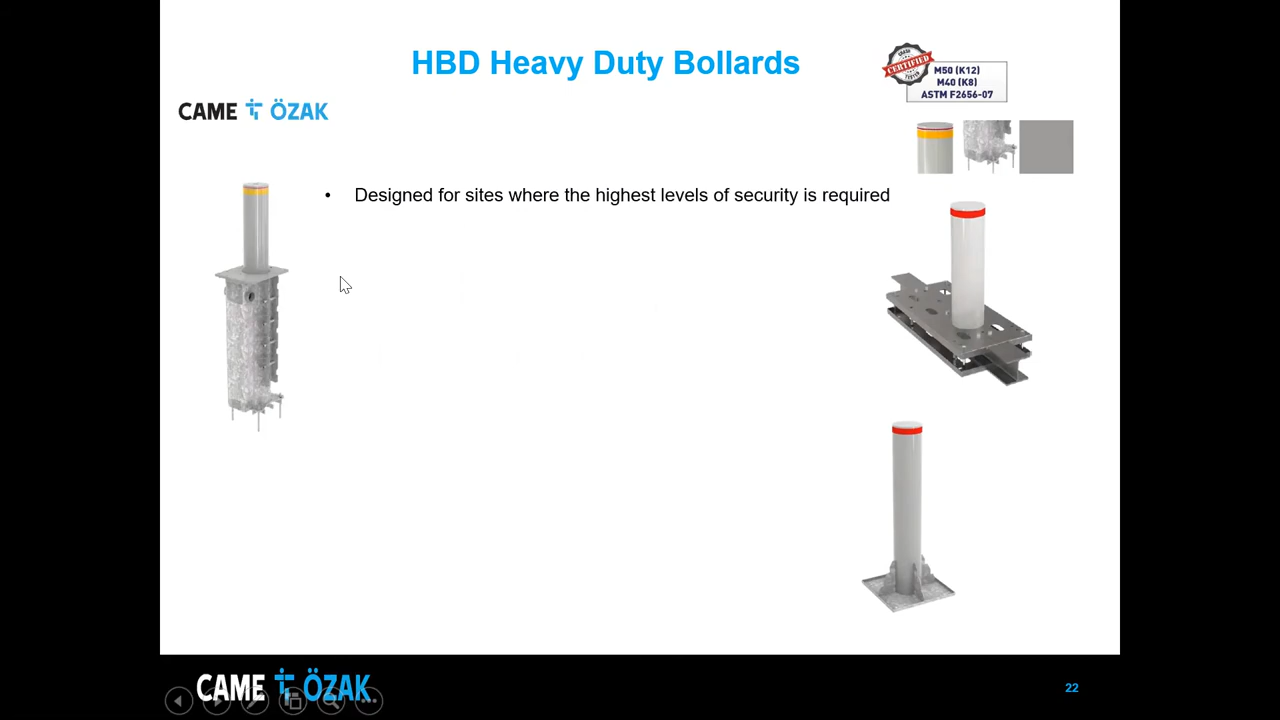 HBD Heavy Duty Bollards
CERTIFIED
M50 (K12)
M40 (K8)
ASTM F2656-07
CAME ÖZAK
• Designed for sites where the highest levels of security is required
CAME ÖZAK
22